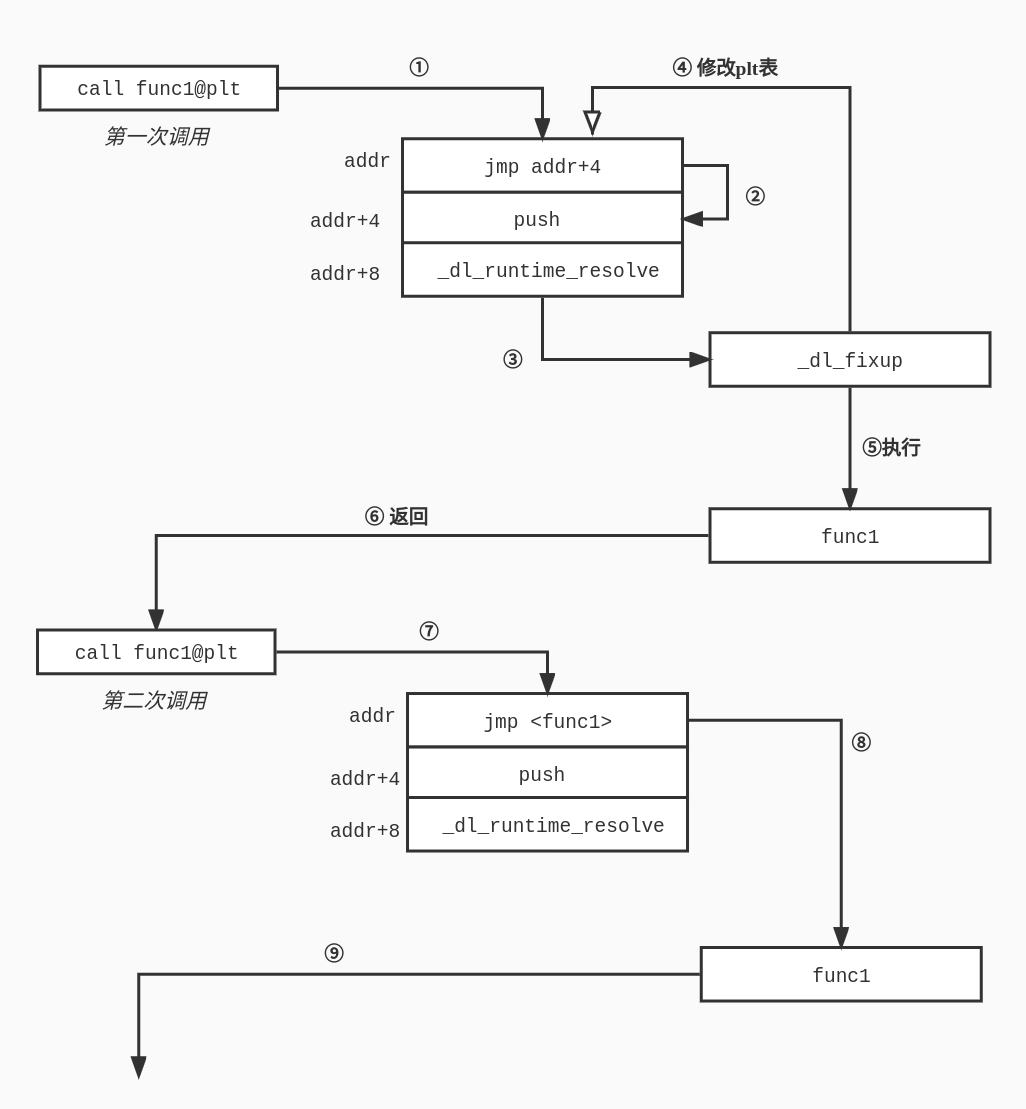 ①
④ 修改plt表
call func1@plt
第一次调用
addr
jmp addr+4
②
addr+4
push
addr+8
_dl_runtime_resolve
③
_dl_fixup
⑤执行
⑥ 返回
func1
⑦
call func1@plt
第二次调用
addr
jmp <func1>
⑧
addr+4
push
addr+8
_dl_runtime_resolve
⑨
func1